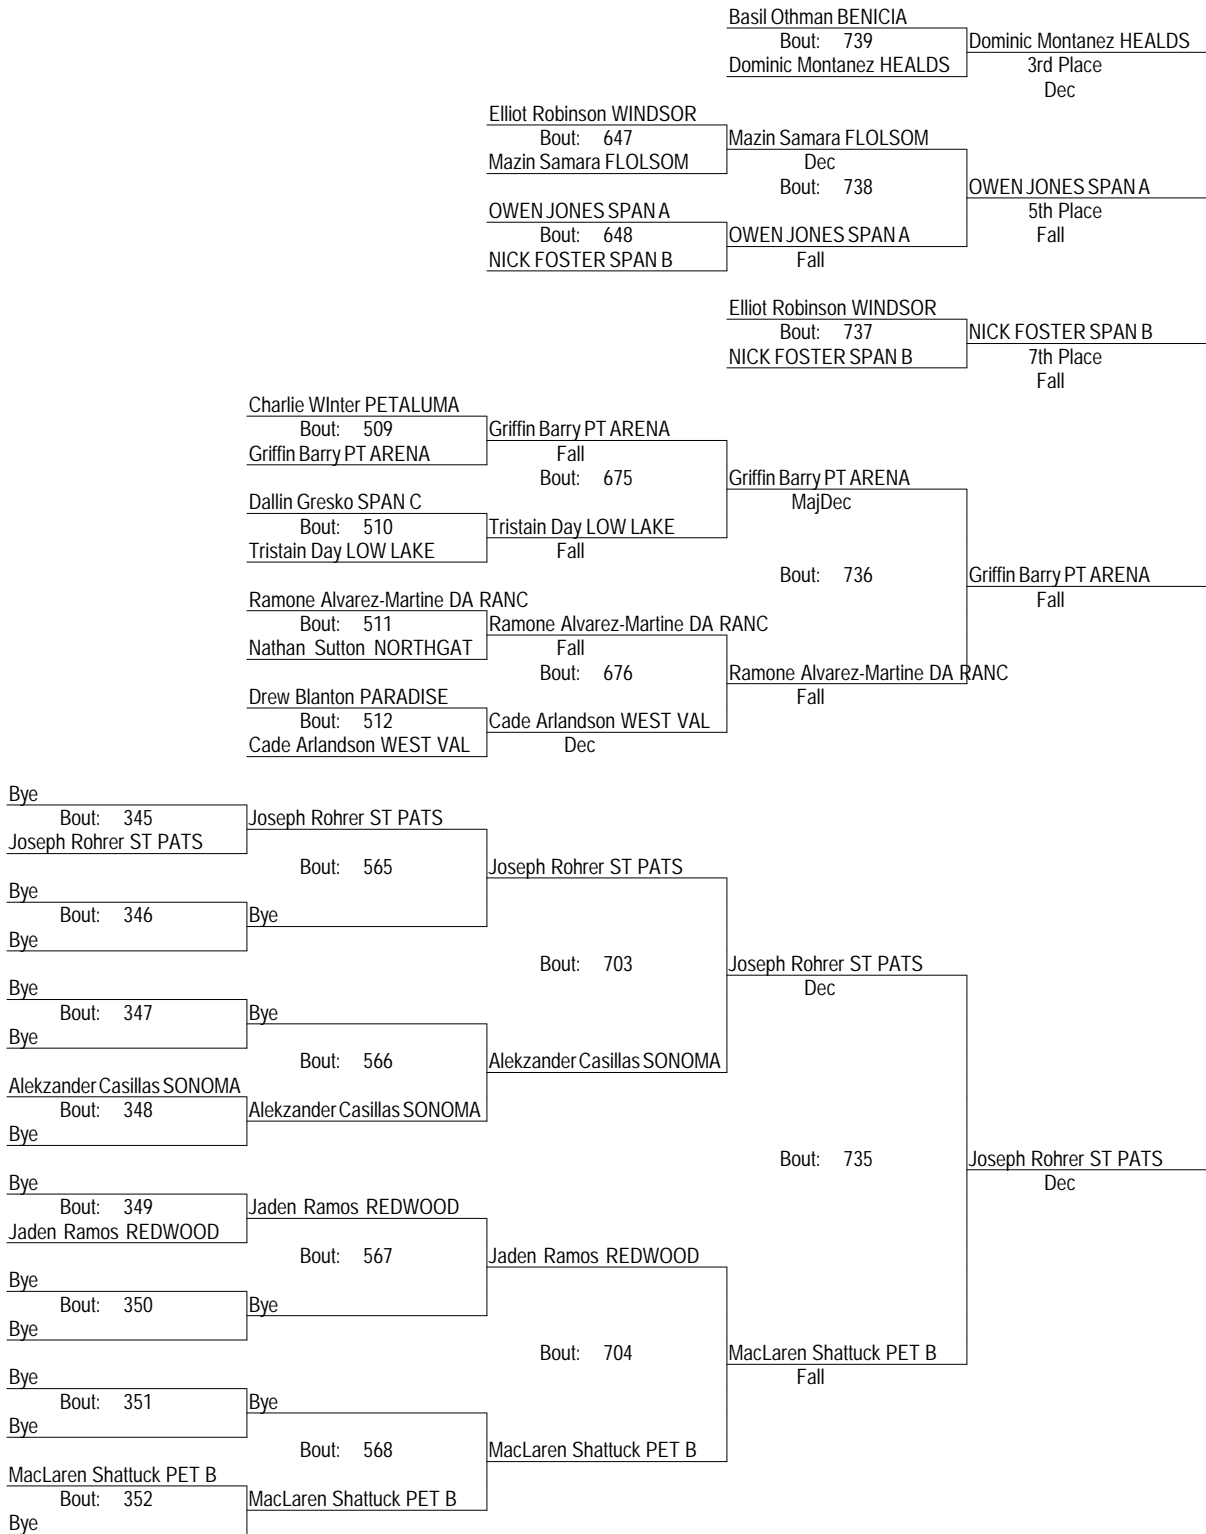 Basil Othman BENICIA
Bout: 739
Dominic Montanez HEALDS
Dominic Montanez HEALDS
3rd Place
Dec
Elliot Robinson WINDSOR
Bout: 647
Mazin Samara FLOLSOM
Mazin Samara FLOLSOM
Dec
Bout: 738
OWEN JONES SPAN A
5th Place
Fall
OWEN JONES SPAN A
Bout: 648
NICK FOSTER SPAN B
OWEN JONES SPAN A
Fall
Elliot Robinson WINDSOR
Bout: 737
NICK FOSTER SPAN B
NICK FOSTER SPAN B
7th Place
Fall
Charlie WInter PETALUMA
Bout: 509
Griffin Barry PT ARENA
Griffin Barry PT ARENA
Fall
Bout: 675
Griffin Barry PT ARENA
MajDec
Dallin Gresko SPAN C
Bout: 510
Tristain Day LOW LAKE
Tristain Day LOW LAKE
Fall
Bout: 736
Griffin Barry PT ARENA
Fall
Ramone Alvarez-Martine DA RANC
Bout: 511
Nathan Sutton NORTHGAT
Ramone Alvarez-Martine DA RANC
Fall
Bout: 676
Ramone Alvarez-Martine DA RANC
Fall
Drew Blanton PARADISE
Bout: 512
Cade Arlandson WEST VAL
Cade Arlandson WEST VAL
Dec
Bye
Bout: 345
Joseph Rohrer ST PATS
Joseph Rohrer ST PATS
Bout: 565
Joseph Rohrer ST PATS
Bye
Bout: 346
Bye
Bye
Bout: 703
Joseph Rohrer ST PATS
Dec
Bye
Bout: 347
Bye
Bye
Bout: 566
Alekzander Casillas SONOMA
Alekzander Casillas SONOMA
Bout: 348
Bye
Alekzander Casillas SONOMA
Bout: 735
Joseph Rohrer ST PATS
Dec
Bye
Bout: 349
Jaden Ramos REDWOOD
Jaden Ramos REDWOOD
Bout: 567
Jaden Ramos REDWOOD
Bye
Bout: 350
Bye
Bye
Bout: 704
MacLaren Shattuck PET B
Fall
Bye
Bout: 351
Bye
Bye
Bout: 568
MacLaren Shattuck PET B
MacLaren Shattuck PET B
Bout: 352
Bye
MacLaren Shattuck PET B